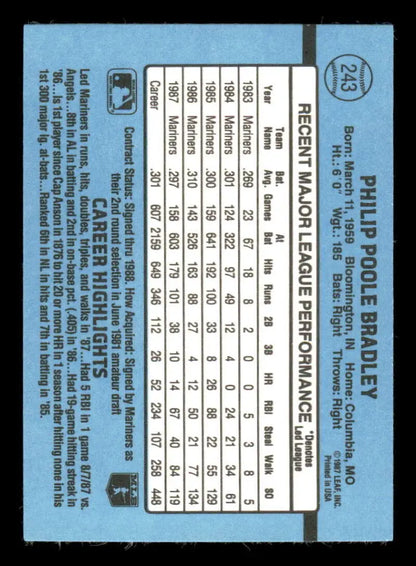 243
PHILIP POOLE BRADLEY
Born: March 11, 1959 Bloomington, IN Home: Columbia, MO
Ht.: 6' 0" Wgt.: 185 Bats: Right Throws: Right
©1987 LEAF, INC.
Printed in USA
RECENT MAJOR LEAGUE PERFORMANCE
*Denotes
Led League
Team Bat. At
Year Name Avg. Games Bat Hits Runs 2B 3B HR RBI Steal Walk SO
1983 Mariners .269 23 67 18 8 2 0 0 5 3 8 5
1984 Mariners .301 124 322 97 49 12 4 0 24 21 34 61
1985 Mariners .300 159 641 192 100 33 8 26 88 22 55 129
1986 Mariners .310 143 526 163 88 27 4 12 50 21 77 134
1987 Mariners .297 158 603 179 101 38 10 14 67 40 84 119
Career .301 607 2159 649 346 112 26 52 234 107 258 448
Contract Status: Signed thru 1988. How Acquired: Signed by Mariners as
their 2nd round selection in June 1981 amateur draft
CAREER HIGHLIGHTS
Led Mariners in runs, hits, doubles, triples, and walks in '87...Had 5 RBI in 1 game 8/7/87 vs.
Angels...8th in AL in batting and 2nd in on-base pct. (.405) in '86...Had 19-game hitting streak in
'86...Is 1st player since Cap Anson in 1876 to hit 20 or more HR in 1 season after hitting none in his
1st 300 major lg. at-bats...Ranked 6th in NL in hits and 7th in batting in '85.